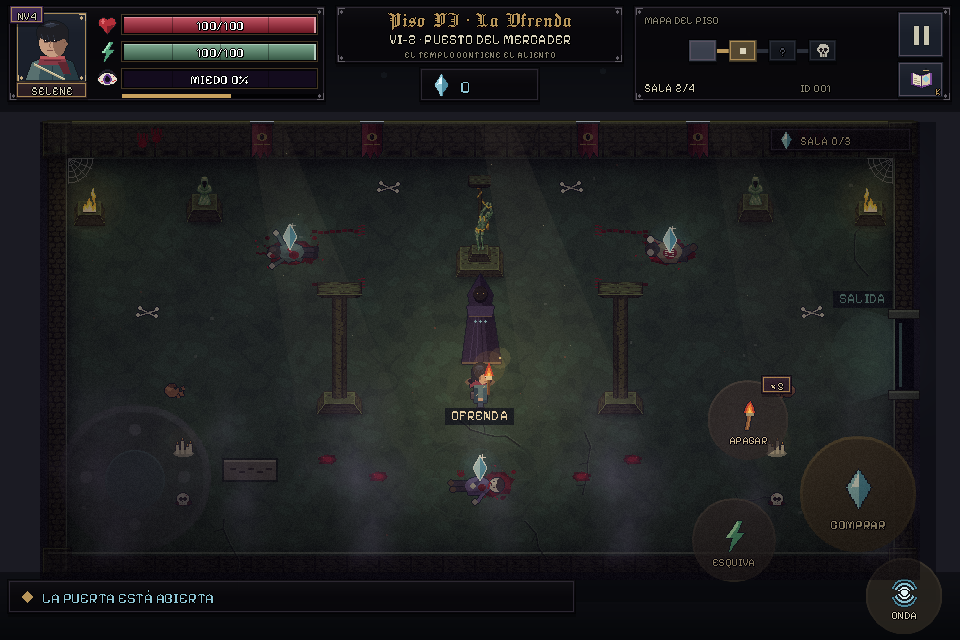 NV4
SELENE
100/100
100/100
MIEDO 0%
Piso VI · La Ofrenda
VI-2 · PUESTO DEL MERCADER
EL TEMPLO CONTIENE EL ALIENTO
0
MAPA DEL PISO
?
SALA 2/4
ID 001
K
SALA 0/3
SALIDA
OFRENDA
×3
APAGAR
COMPRAR
ESQUIVA
ONDA
LA PUERTA ESTÁ ABIERTA